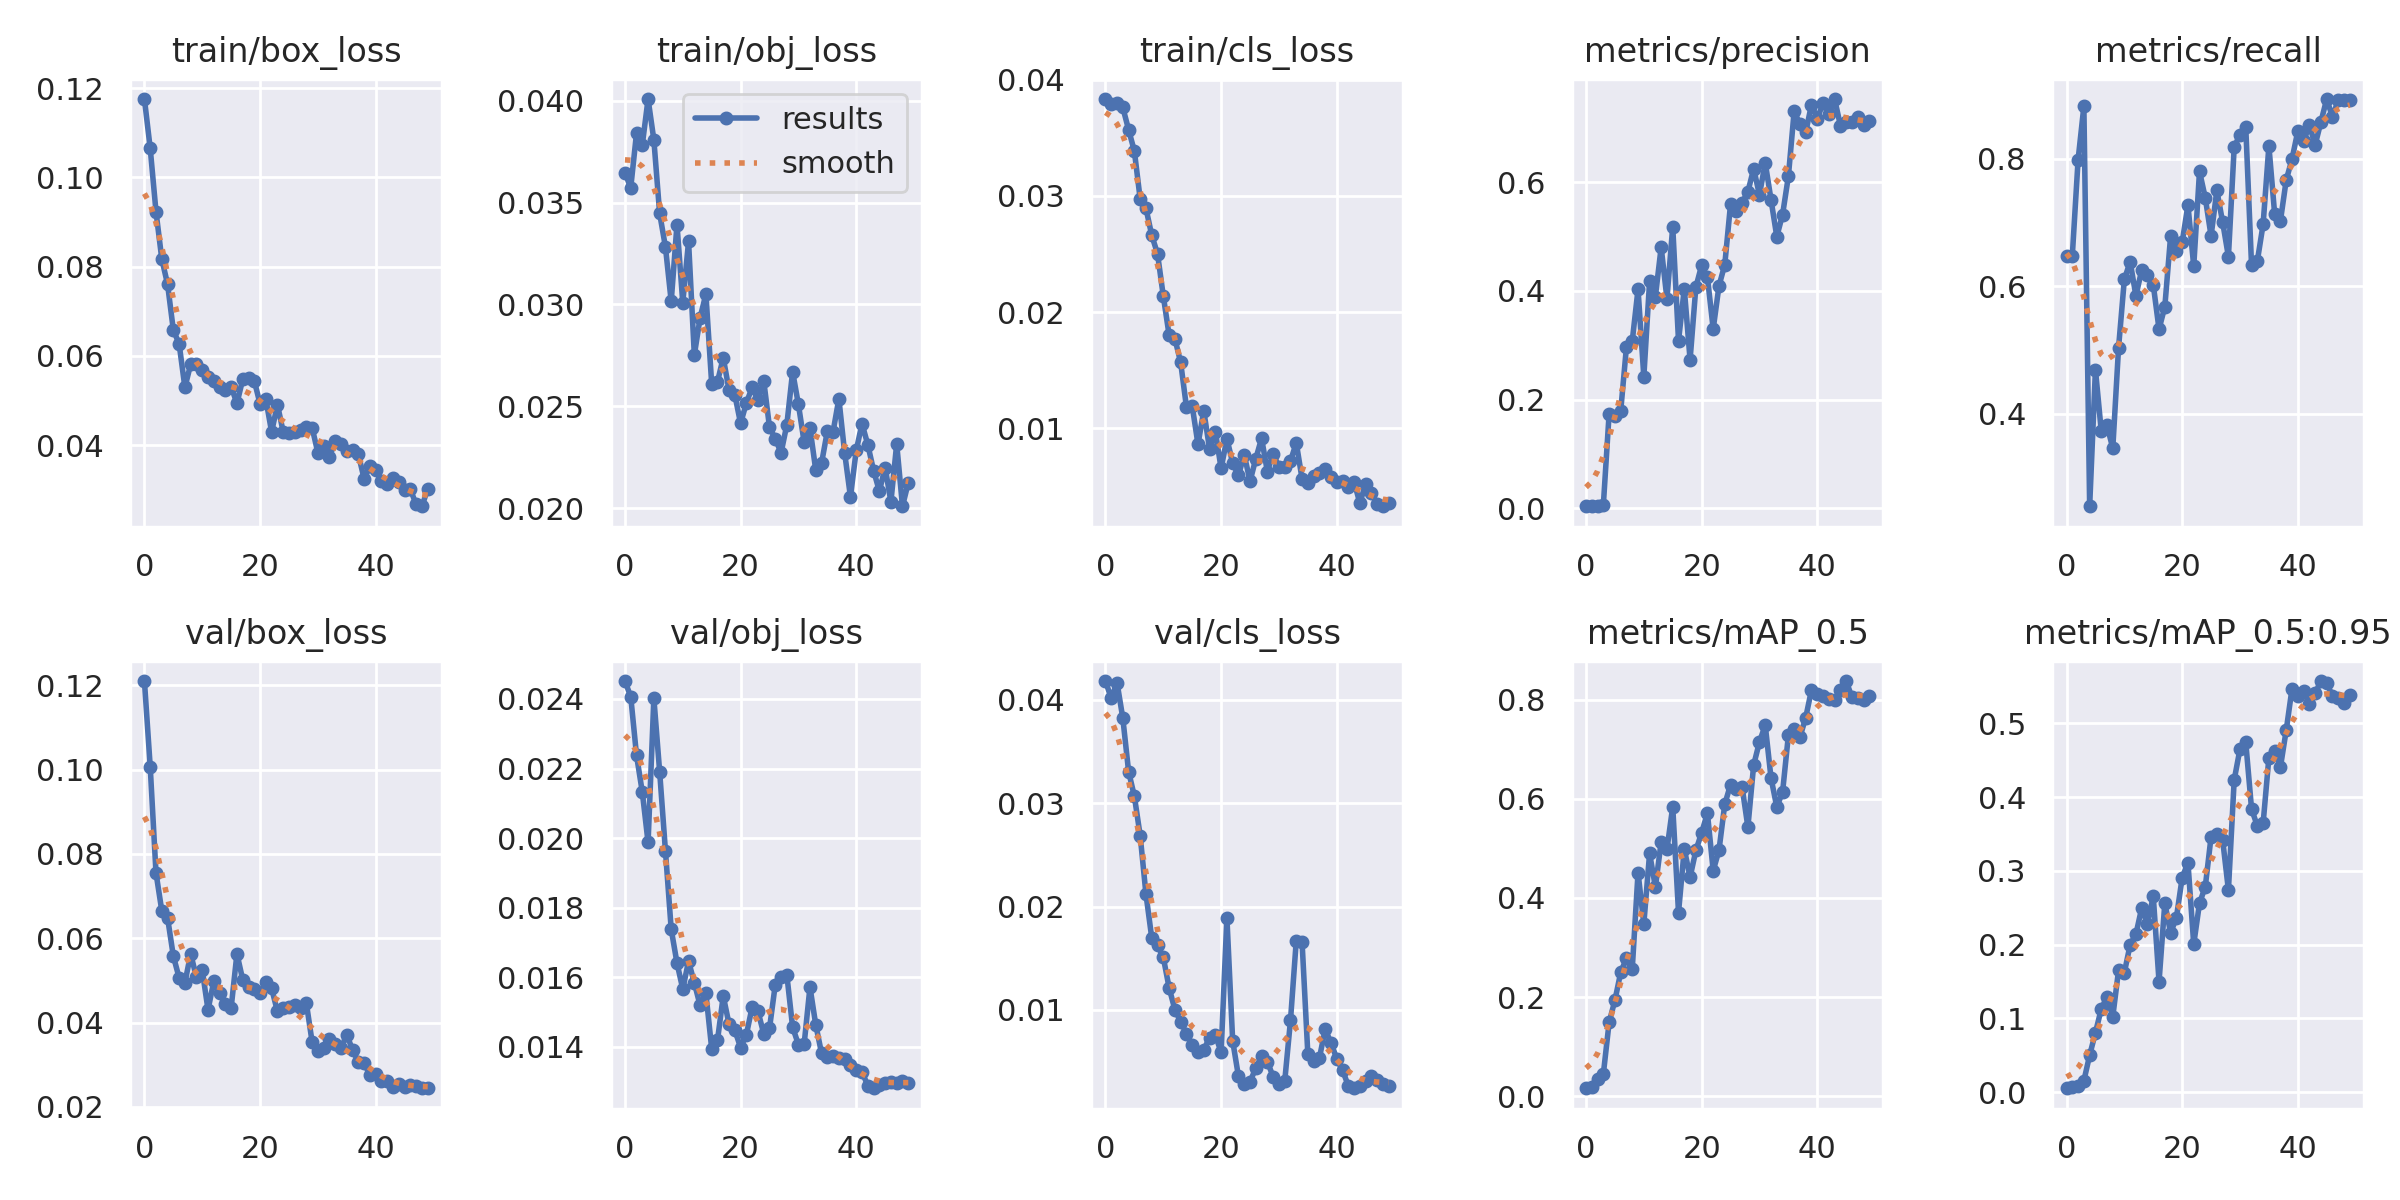 train/box_loss
0.12
0.10
0.08
0.06
0.04
0 20 40
train/obj_loss
results
smooth
0.040
0.035
0.030
0.025
0.020
0 20 40
train/cls_loss
0.04
0.03
0.02
0.01
0 20 40
metrics/precision
0.6
0.4
0.2
0.0
0 20 40
metrics/recall
0.8
0.6
0.4
0 20 40
val/box_loss
0.12
0.10
0.08
0.06
0.04
0.02
0 20 40
val/obj_loss
0.024
0.022
0.020
0.018
0.016
0.014
0 20 40
val/cls_loss
0.04
0.03
0.02
0.01
0 20 40
metrics/mAP_0.5
0.8
0.6
0.4
0.2
0.0
0 20 40
metrics/mAP_0.5:0.95
0.5
0.4
0.3
0.2
0.1
0.0
0 20 40